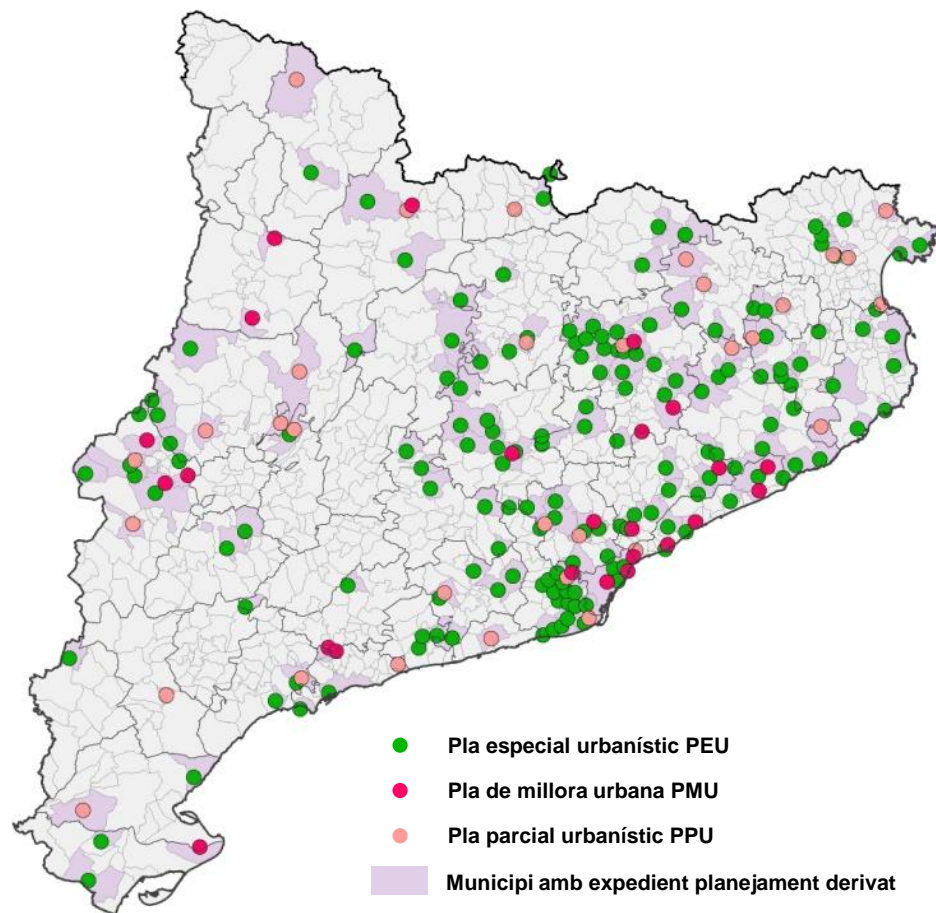 Pla especial urbanístic PEU
Pla de millora urbana PMU
Pla parcial urbanístic PPU
Municipi amb expedient planejament derivat